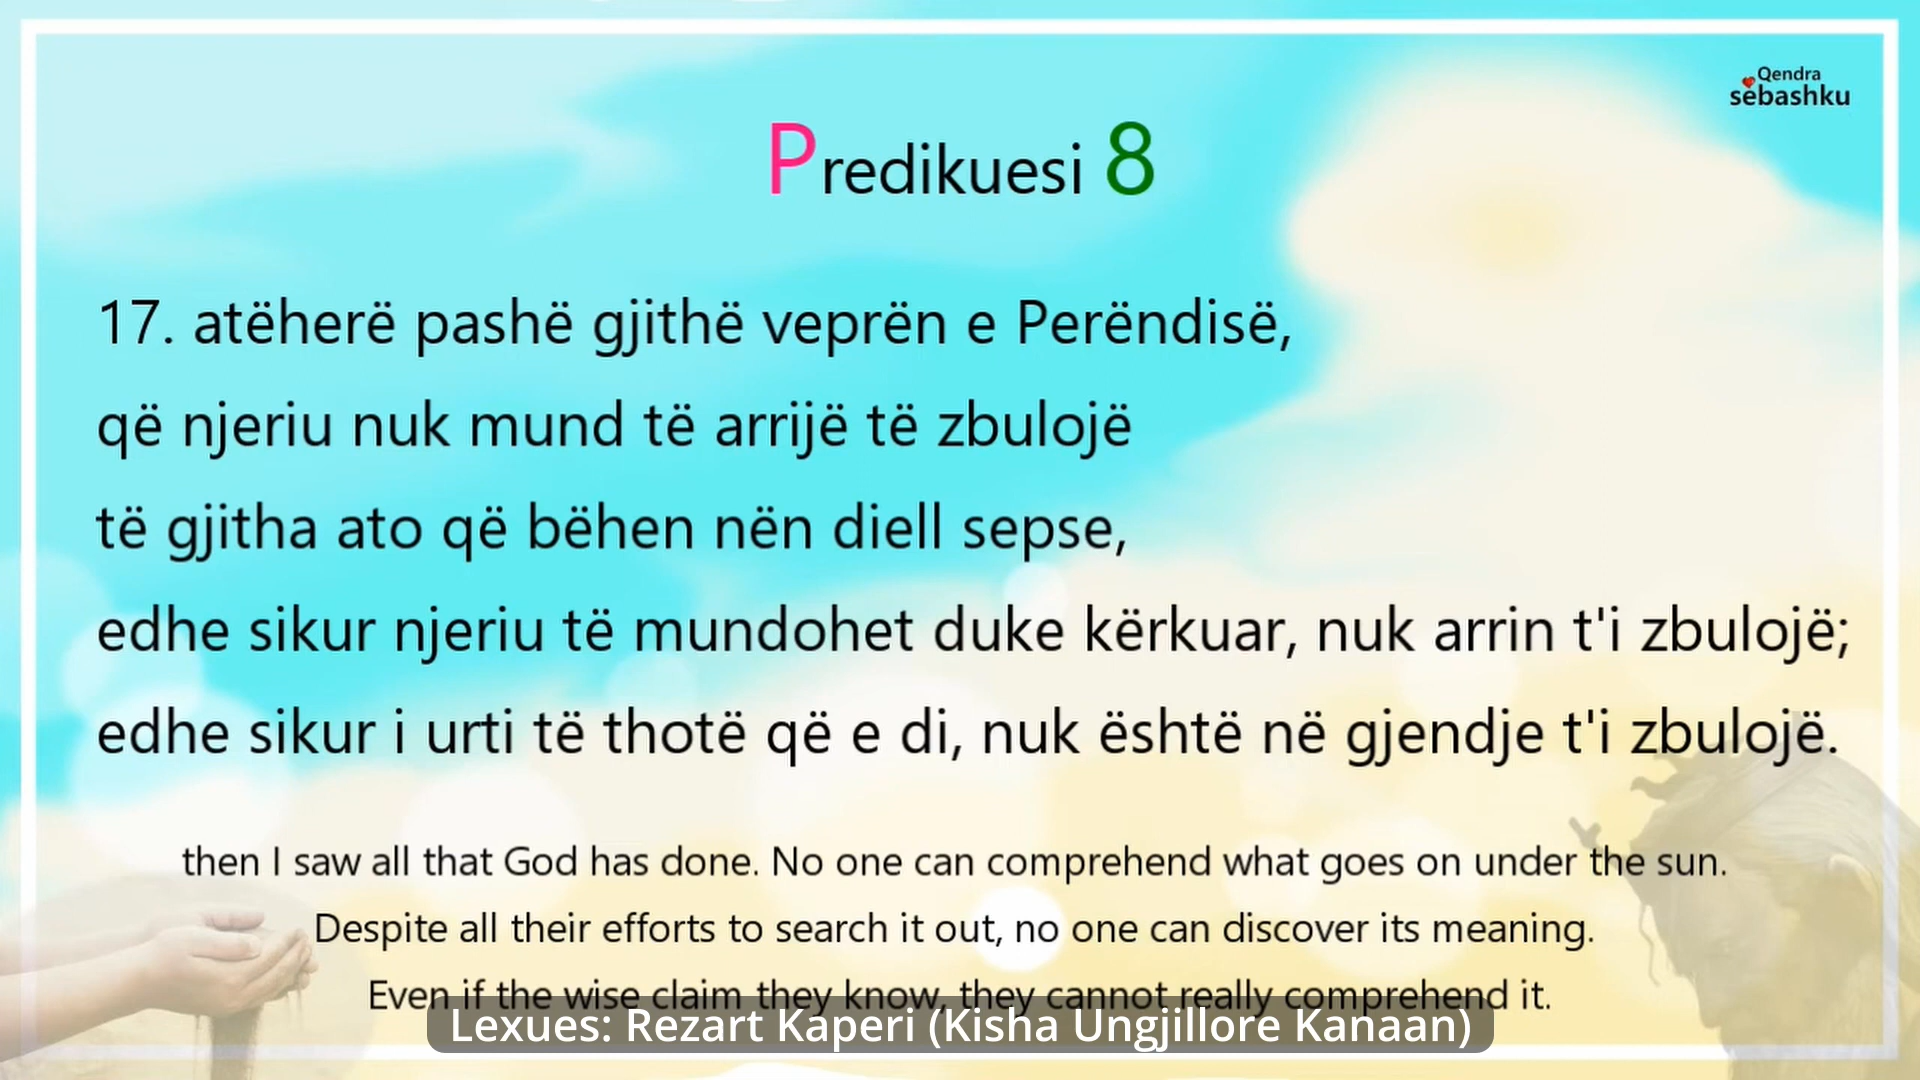 Qendra
sëbashku
Predikuesi 8
17. atëherë pashë gjithë veprën e Perëndisë,
që njeriu nuk mund të arrijë të zbulojë
të gjitha ato që bëhen nën diell sepse,
edhe sikur njeriu të mundohet duke kërkuar, nuk arrin t'i zbulojë;
edhe sikur i urti të thotë që e di, nuk është në gjendje t'i zbulojë.
then I saw all that God has done. No one can comprehend what goes on under the sun.
Despite all their efforts to search it out, no one can discover its meaning.
Even if the wise claim they know, they cannot really comprehend it.
Lexues: Rezart Kaperi (Kisha Ungjillore Kanaan)